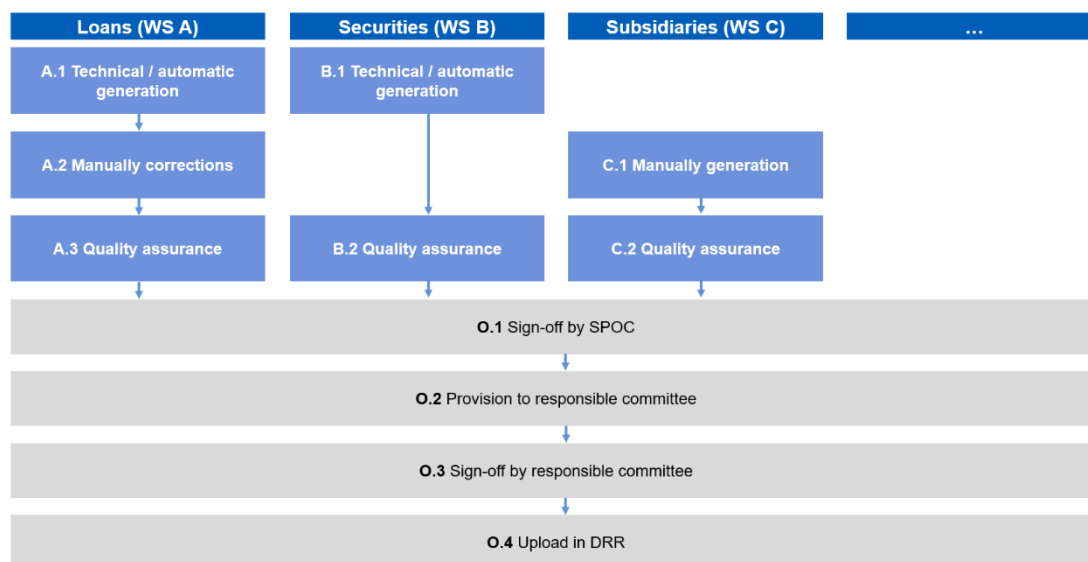 Loans (WS A)
Securities (WS B)
Subsidiaries (WS C)
...
A.1 Technical / automatic
generation
B.1 Technical / automatic
generation
A.2 Manually corrections
C.1 Manually generation
A.3 Quality assurance
B.2 Quality assurance
C.2 Quality assurance
O.1 Sign-off by SPOC
O.2 Provision to responsible committee
O.3 Sign-off by responsible committee
O.4 Upload in DRR